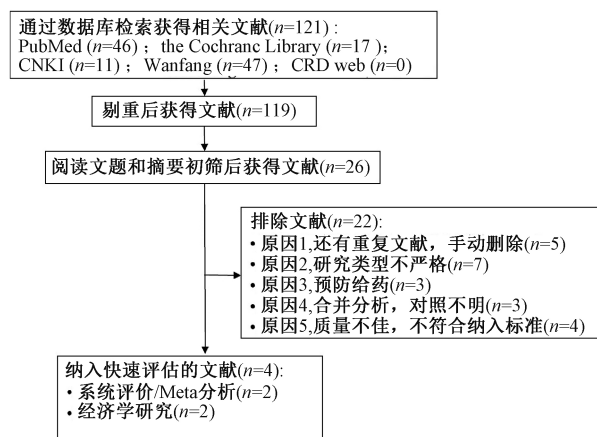 通过数据库检索获得相关文献(n=121)：
PubMed (n=46)；the Cochranc Library (n=17 )；
CNKI (n=11)；Wanfang (n=47)；CRD web (n=0)
剔重后获得文献(n=119)
阅读文题和摘要初筛后获得文献(n=26)
排除文献(n=22):
•原因1,还有重复文献，手动删除(n=5)
•原因2,研究类型不严格(n=7)
•原因3,预防给药(n=3)
•原因4,合并分析，对照不明(n=3)
•原因5,质量不佳，不符合纳入标准(n=4)
纳入快速评估的文献(n=4):
•系统评价/Meta分析(n=2)
•经济学研究(n=2)